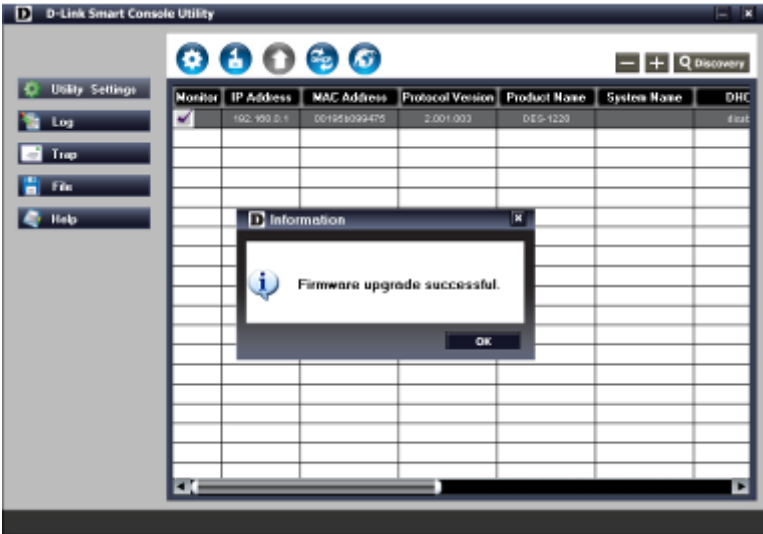 D D-Link Smart Console Utility
Discovery
Utility Settings
Log
Trap
File
Help
Monitor IP Address MAC Address Protocol Version Product Name System Name DHC
192.168.0.1 00195b099475 2.001.003 DES-1228
D Information
Firmware upgrade successful.
OK